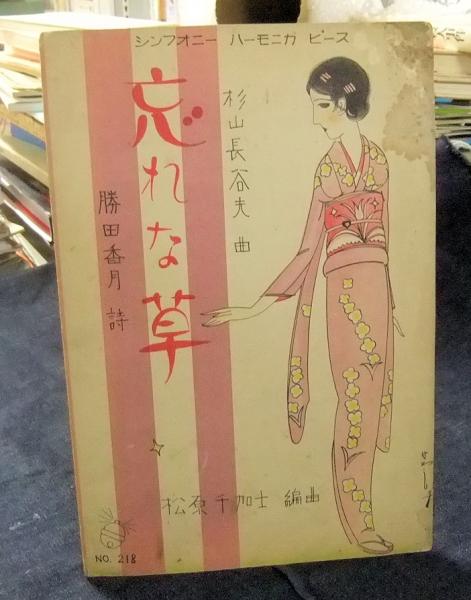 シンフオニー ハーモニカ ピース
杉山長谷夫 曲
忘れな草
勝田香月 詩
松原千加士 編曲
NO. 218